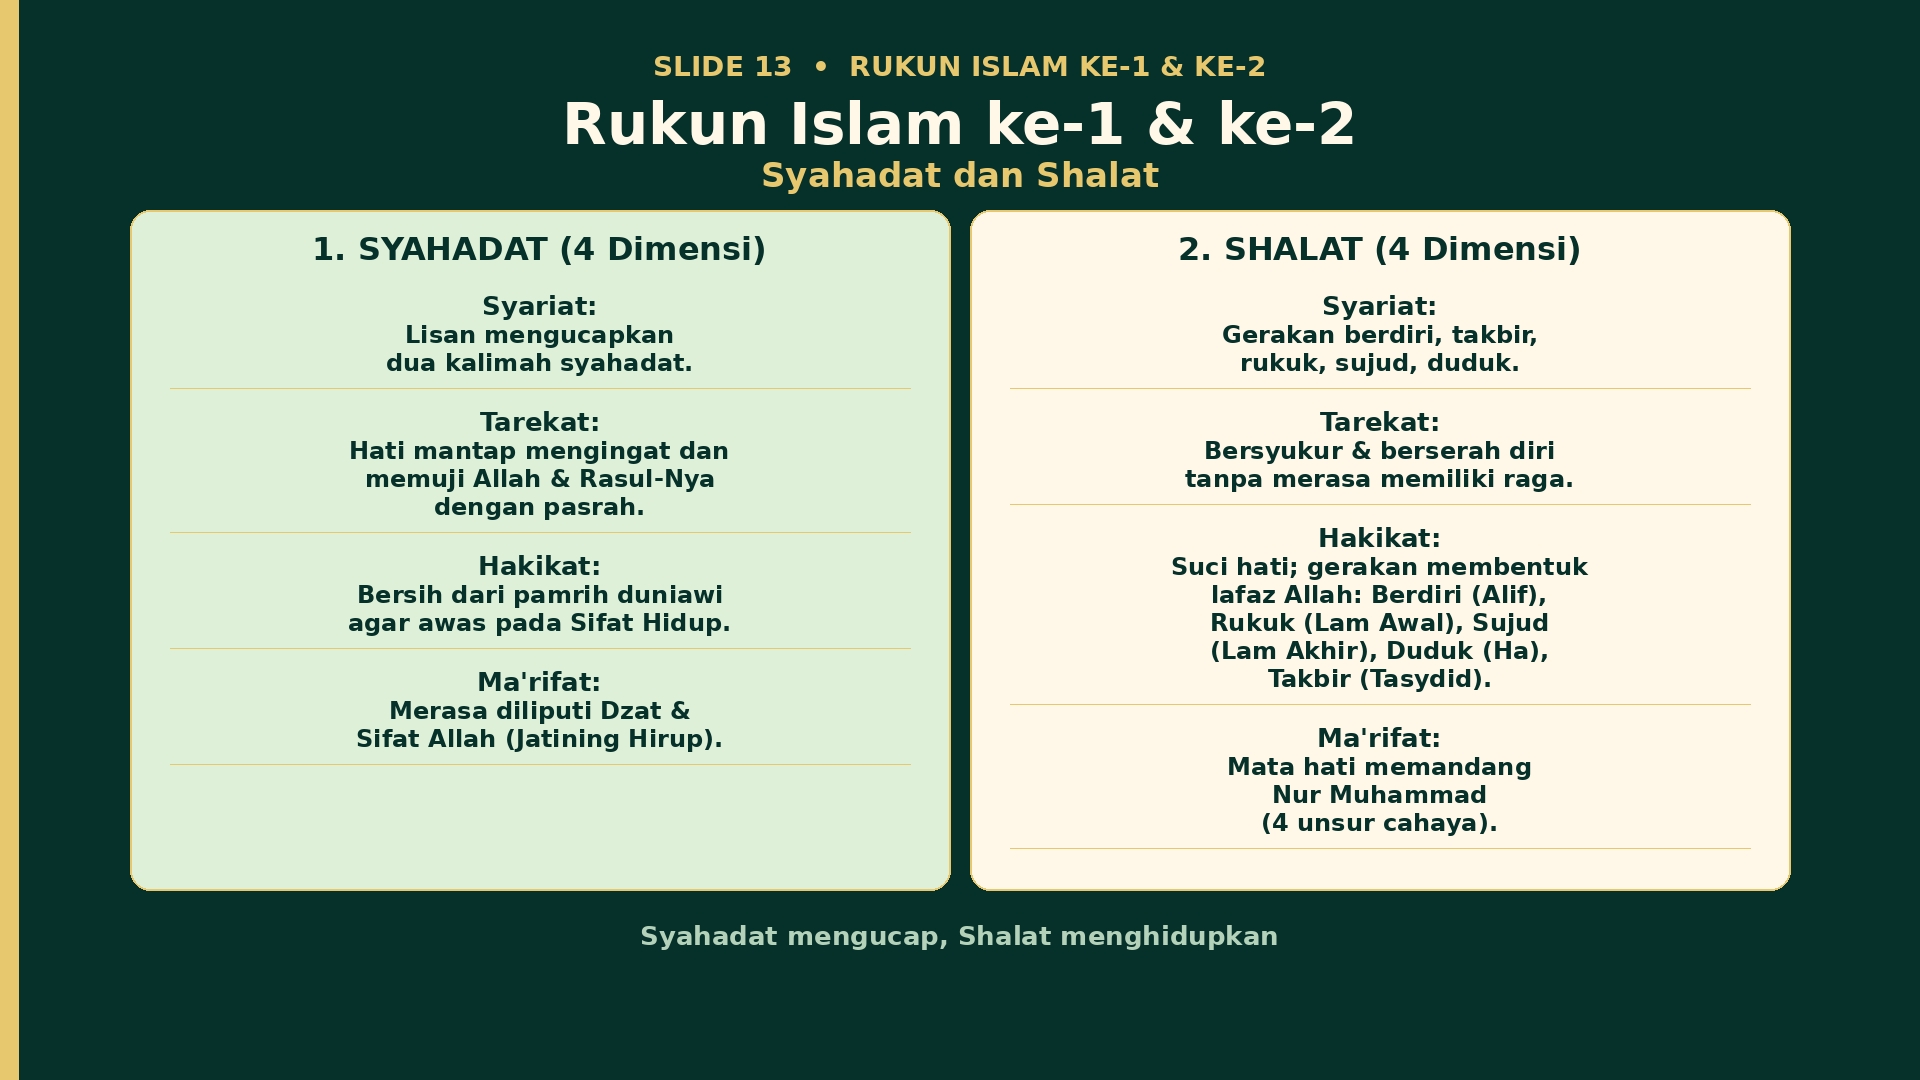 SLIDE 13 • RUKUN ISLAM KE-1 & KE-2
Rukun Islam ke-1 & ke-2
Syahadat dan Shalat
1. SYAHADAT (4 Dimensi)
Syariat:
Lisan mengucapkan
dua kalimah syahadat.
Tarekat:
Hati mantap mengingat dan
memuji Allah & Rasul-Nya
dengan pasrah.
Hakikat:
Bersih dari pamrih duniawi
agar awas pada Sifat Hidup.
Ma'rifat:
Merasa diliputi Dzat &
Sifat Allah (Jatining Hirup).
2. SHALAT (4 Dimensi)
Syariat:
Gerakan berdiri, takbir,
rukuk, sujud, duduk.
Tarekat:
Bersyukur & berserah diri
tanpa merasa memiliki raga.
Hakikat:
Suci hati; gerakan membentuk
lafaz Allah: Berdiri (Alif),
Rukuk (Lam Awal), Sujud
(Lam Akhir), Duduk (Ha),
Takbir (Tasydid).
Ma'rifat:
Mata hati memandang
Nur Muhammad
(4 unsur cahaya).
Syahadat mengucap, Shalat menghidupkan